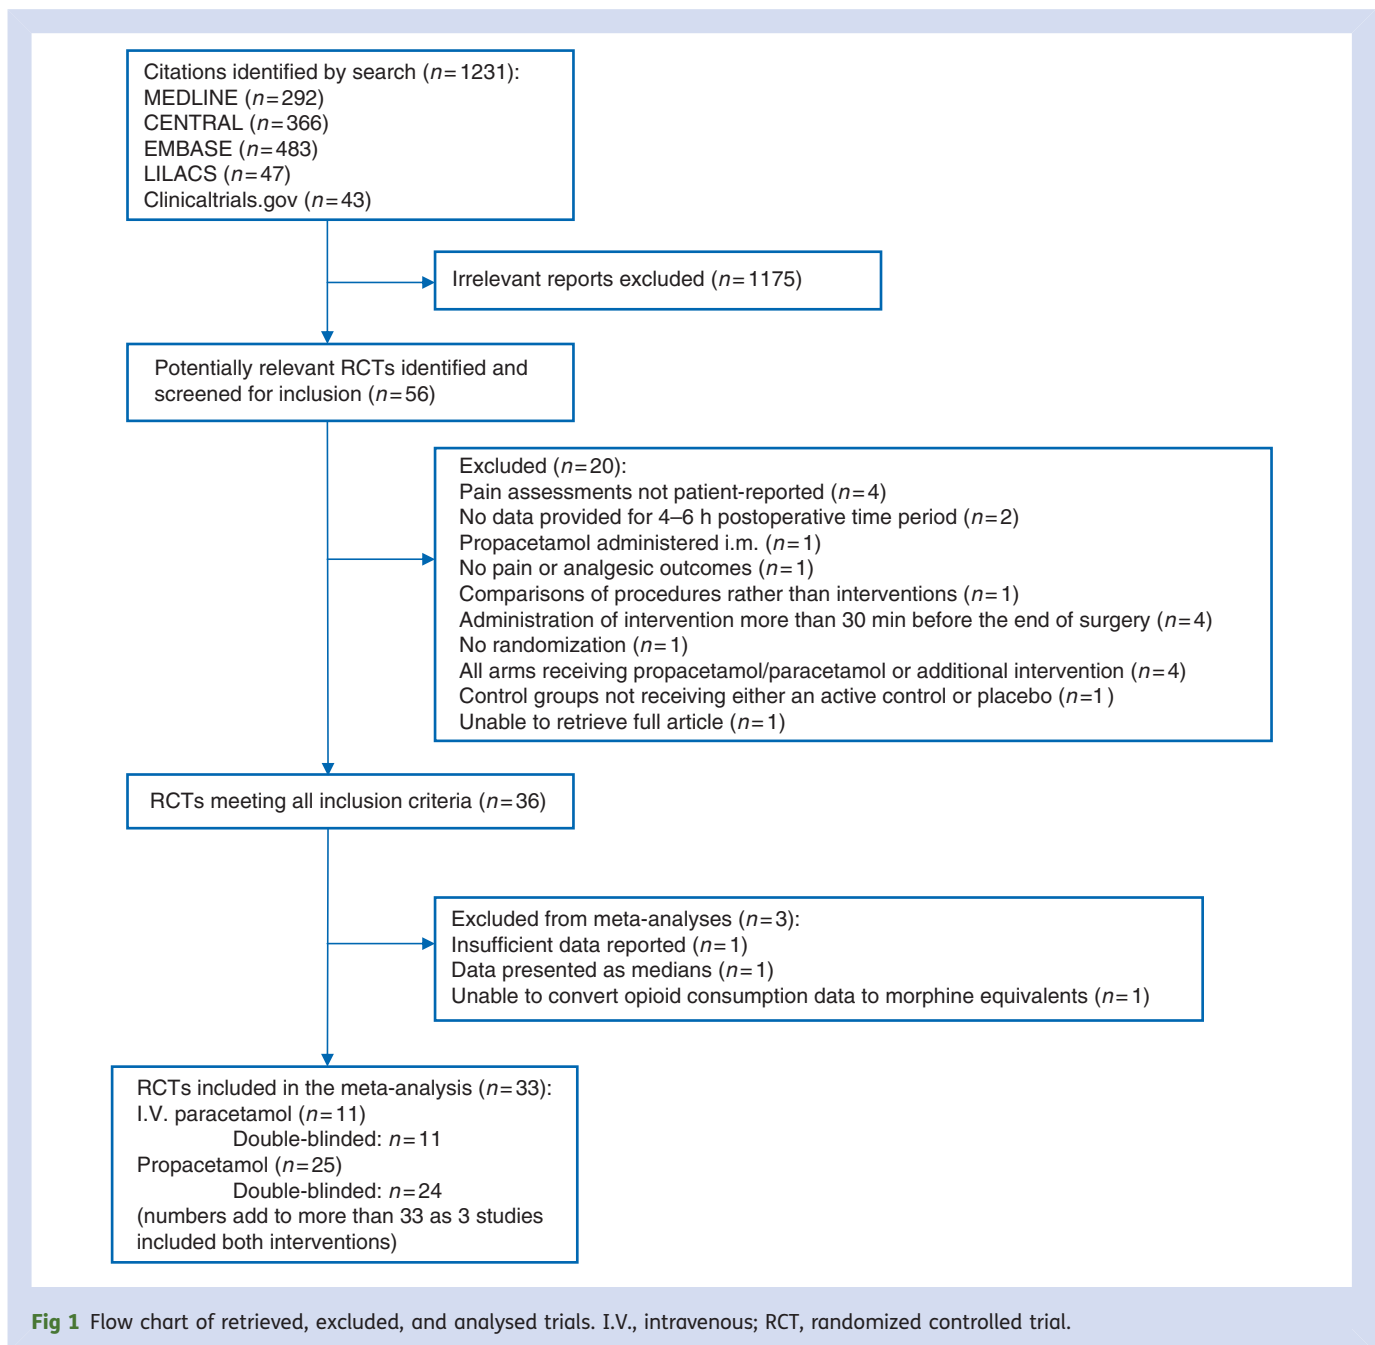 Citations identified by search (n=1231):
MEDLINE (n=292)
CENTRAL (n=366)
EMBASE (n=483)
LILACS (n=47)
Clinicaltrials.gov (n=43)
Irrelevant reports excluded (n=1175)
Potentially relevant RCTs identified and
screened for inclusion (n=56)
Excluded (n=20):
Pain assessments not patient-reported (n=4)
No data provided for 4–6 h postoperative time period (n=2)
Propacetamol administered i.m. (n=1)
No pain or analgesic outcomes (n=1)
Comparisons of procedures rather than interventions (n=1)
Administration of intervention more than 30 min before the end of surgery (n=4)
No randomization (n=1)
All arms receiving propacetamol/paracetamol or additional intervention (n=4)
Control groups not receiving either an active control or placebo (n=1)
Unable to retrieve full article (n=1)
RCTs meeting all inclusion criteria (n=36)
Excluded from meta-analyses (n=3):
Insufficient data reported (n=1)
Data presented as medians (n=1)
Unable to convert opioid consumption data to morphine equivalents (n=1)
RCTs included in the meta-analysis (n=33):
I.V. paracetamol (n=11)
Double-blinded: n=11
Propacetamol (n=25)
Double-blinded: n=24
(numbers add to more than 33 as 3 studies
included both interventions)
Fig 1 Flow chart of retrieved, excluded, and analysed trials. I.V., intravenous; RCT, randomized controlled trial.